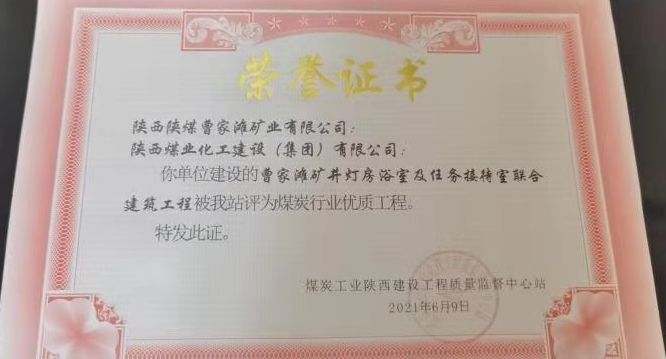 荣誉证书
陕西陕煤曹家滩矿业有限公司：
陕西煤业化工建设（集团）有限公司：
你单位建设的曹家滩矿井灯房浴室及任务接待室联合
建筑工程被我站评为煤炭行业优质工程。
特发此证。
煤炭工业陕西建设工程质量监督中心站
2021年6月9日